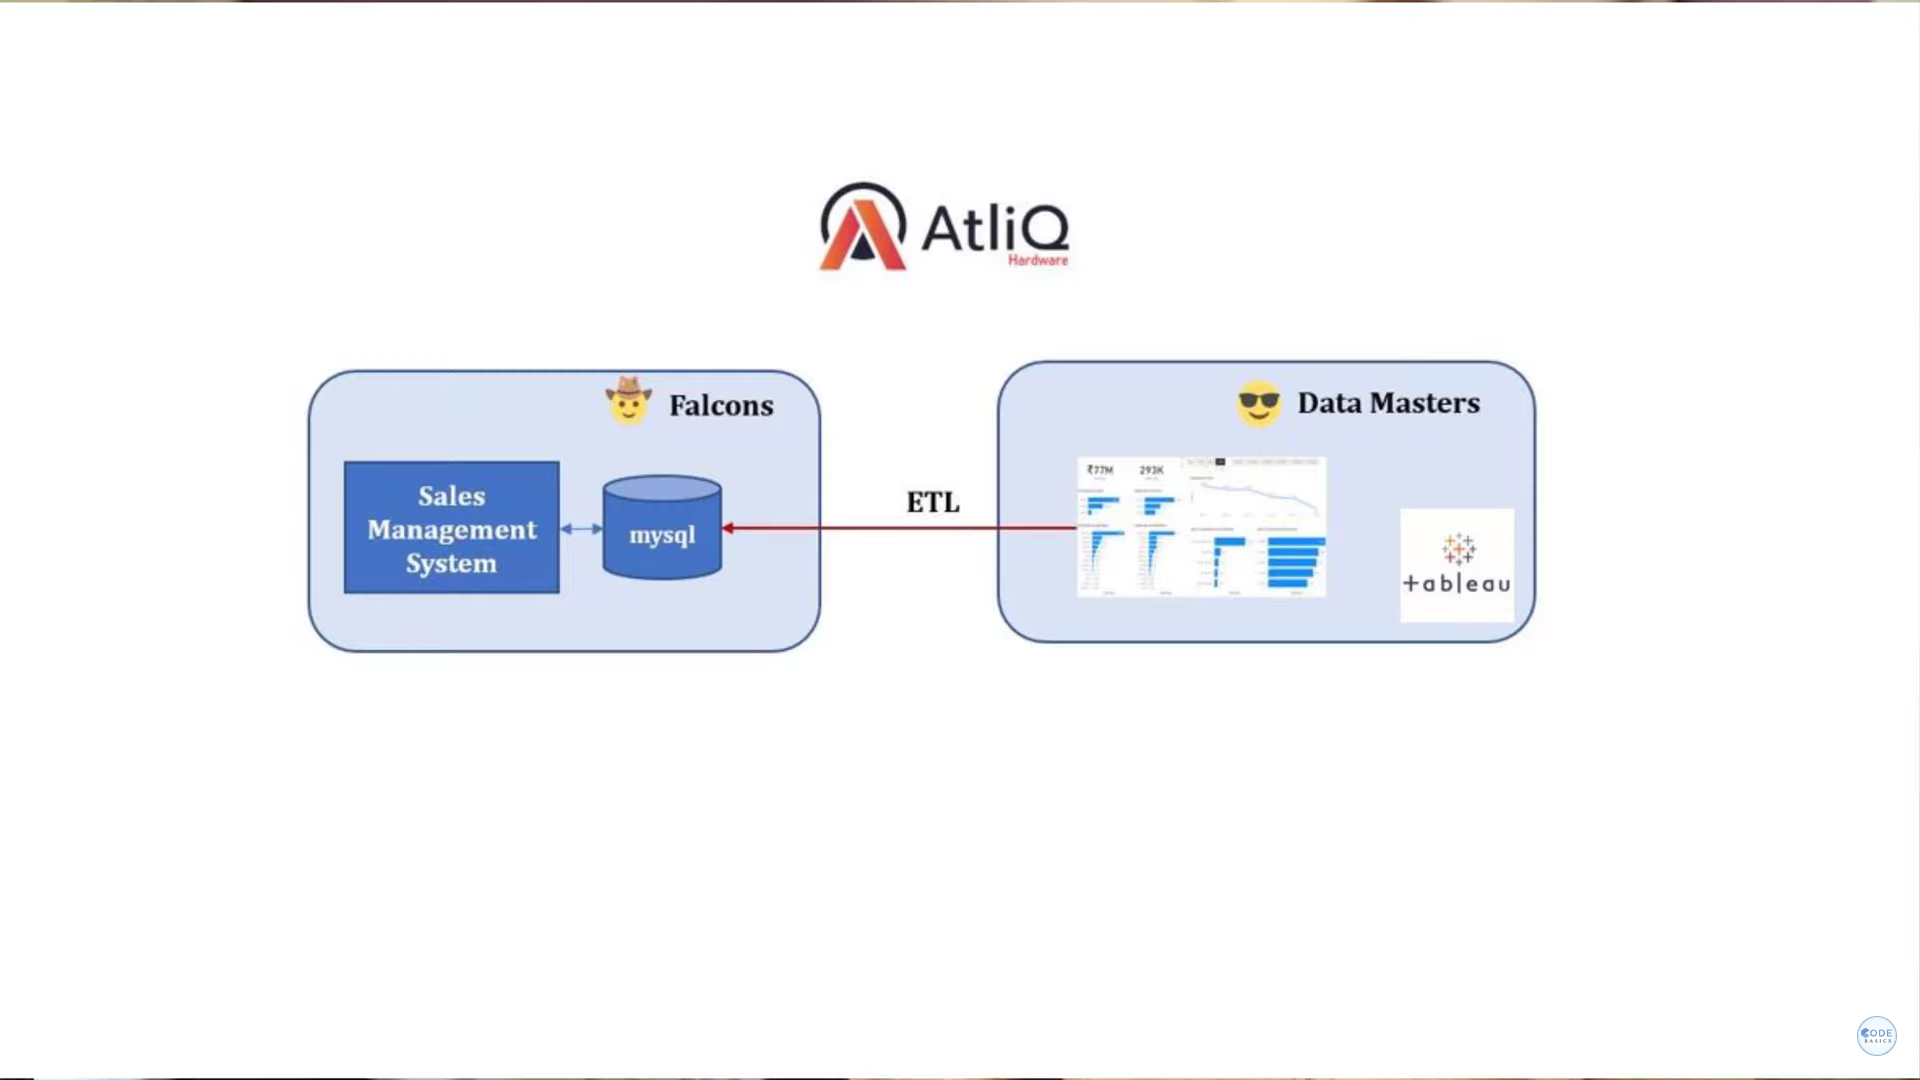 AtliQ
Hardware
Falcons
Sales
Management
System
mysql
ETL
Data Masters
₹77M
293K
+ableau
CODE
BASICS